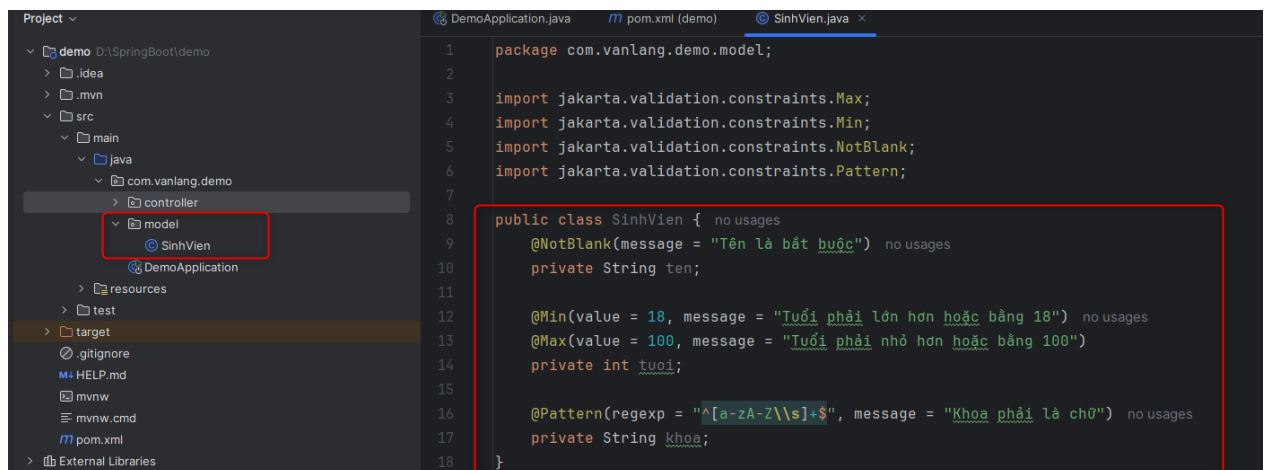 Project
demo D:\SpringBoot\demo
.idea
.mvn
src
main
java
com.vanlang.demo
controller
model
SinhVien
DemoApplication
resources
test
target
.gitignore
M↓ HELP.md
mvnw
mvnw.cmd
m pom.xml
External Libraries
DemoApplication.java m pom.xml (demo) © SinhVien.java ×
1 package com.vanlang.demo.model;
2
3 import jakarta.validation.constraints.Max;
4 import jakarta.validation.constraints.Min;
5 import jakarta.validation.constraints.NotBlank;
6 import jakarta.validation.constraints.Pattern;
7
8 public class SinhVien { no usages
9 @NotBlank(message = "Tên là bắt buộc") no usages
10 private String ten;
11
12 @Min(value = 18, message = "Tuổi phải lớn hơn hoặc bằng 18") no usages
13 @Max(value = 100, message = "Tuổi phải nhỏ hơn hoặc bằng 100")
14 private int tuoi;
15
16 @Pattern(regexp = "^[a-zA-Z\\s]+$", message = "Khoa phải là chữ") no usages
17 private String khoa;
18 }